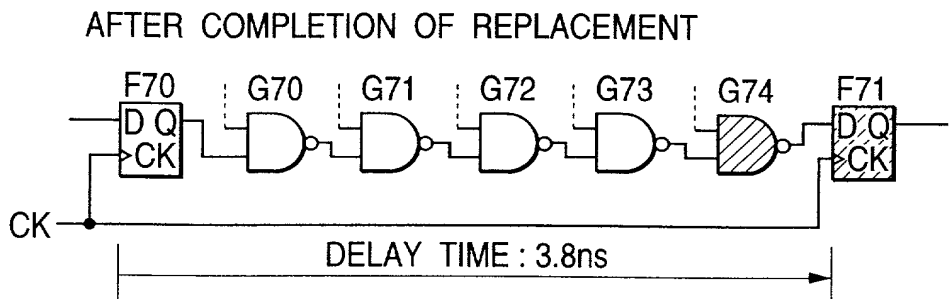 AFTER COMPLETION OF REPLACEMENT
F70 G70 G71 G72 G73 G74 F71
D Q D Q
CK CK
CK
DELAY TIME : 3.8ns